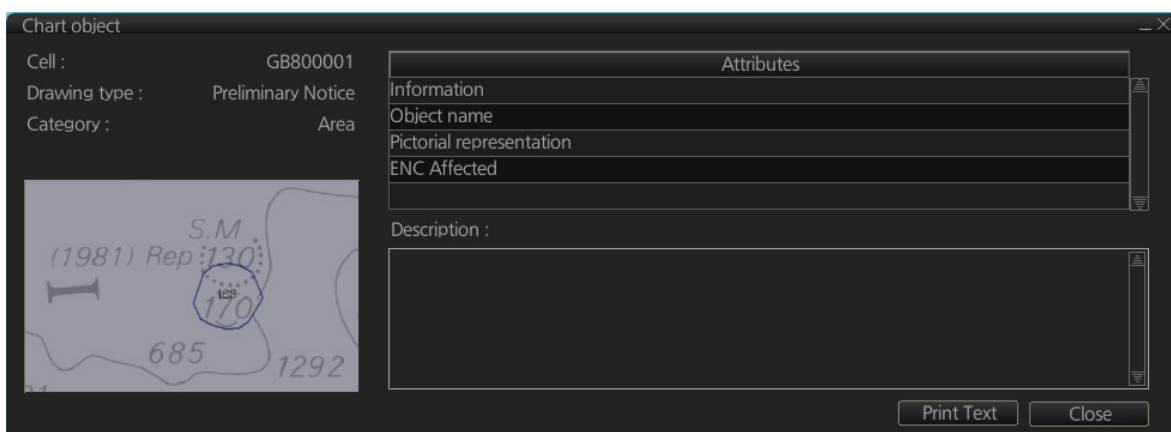 Chart object
Cell : GB800001
Drawing type : Preliminary Notice
Category : Area
Attributes
Information
Object name
Pictorial representation
ENC Affected
S.M
(1981) Rep 130
170
685
1292
Description :
Print Text Close